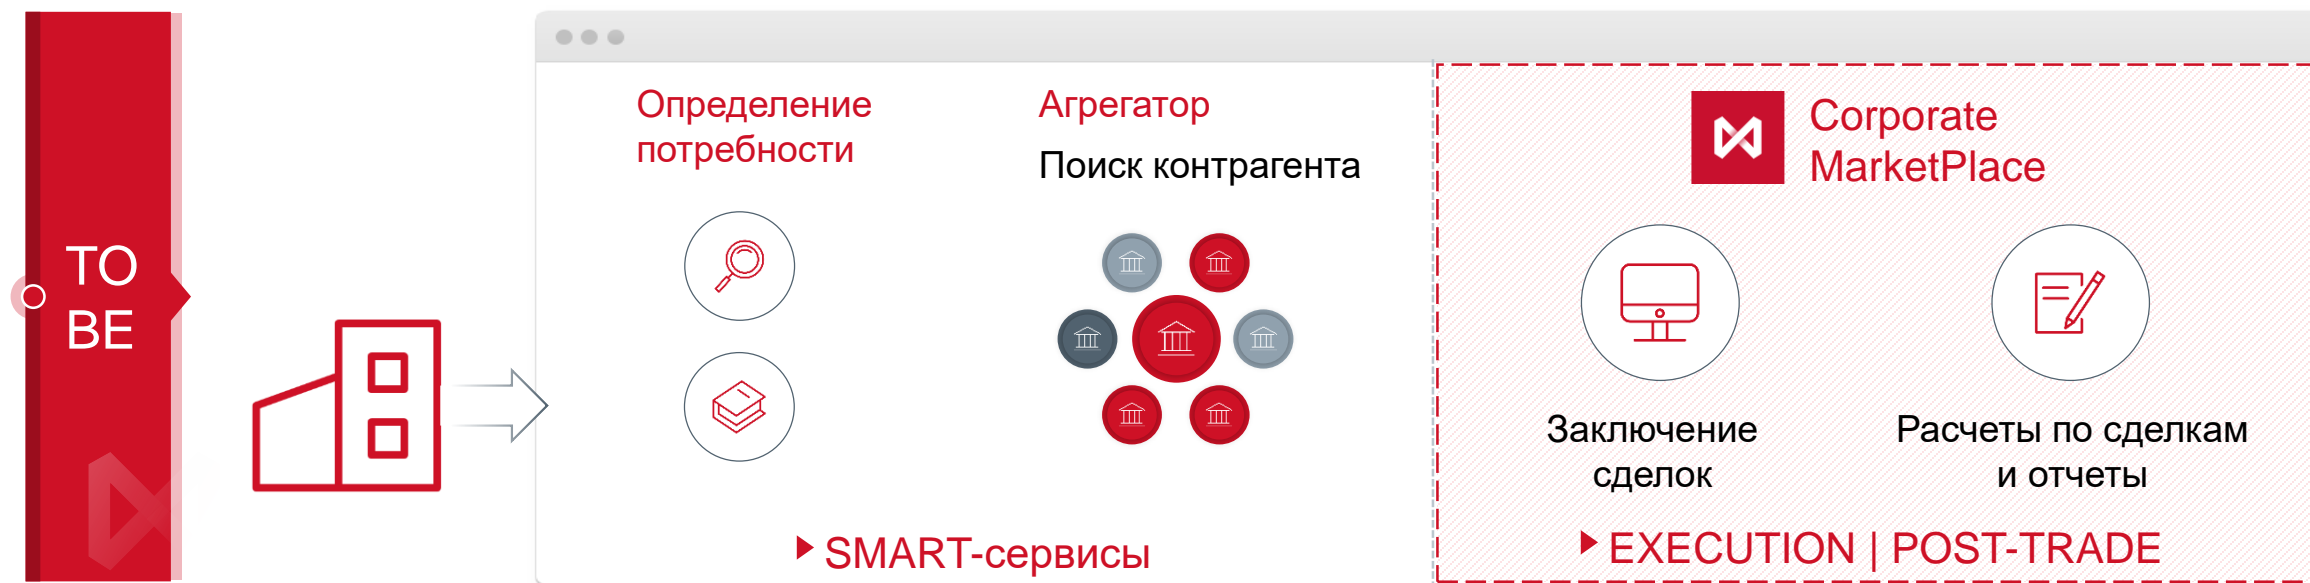 TO
BE
Определение
потребности
Агрегатор
Поиск контрагента
SMART-сервисы
Corporate
MarketPlace
Заключение
сделок
Расчеты по сделкам
и отчеты
EXECUTION | POST-TRADE